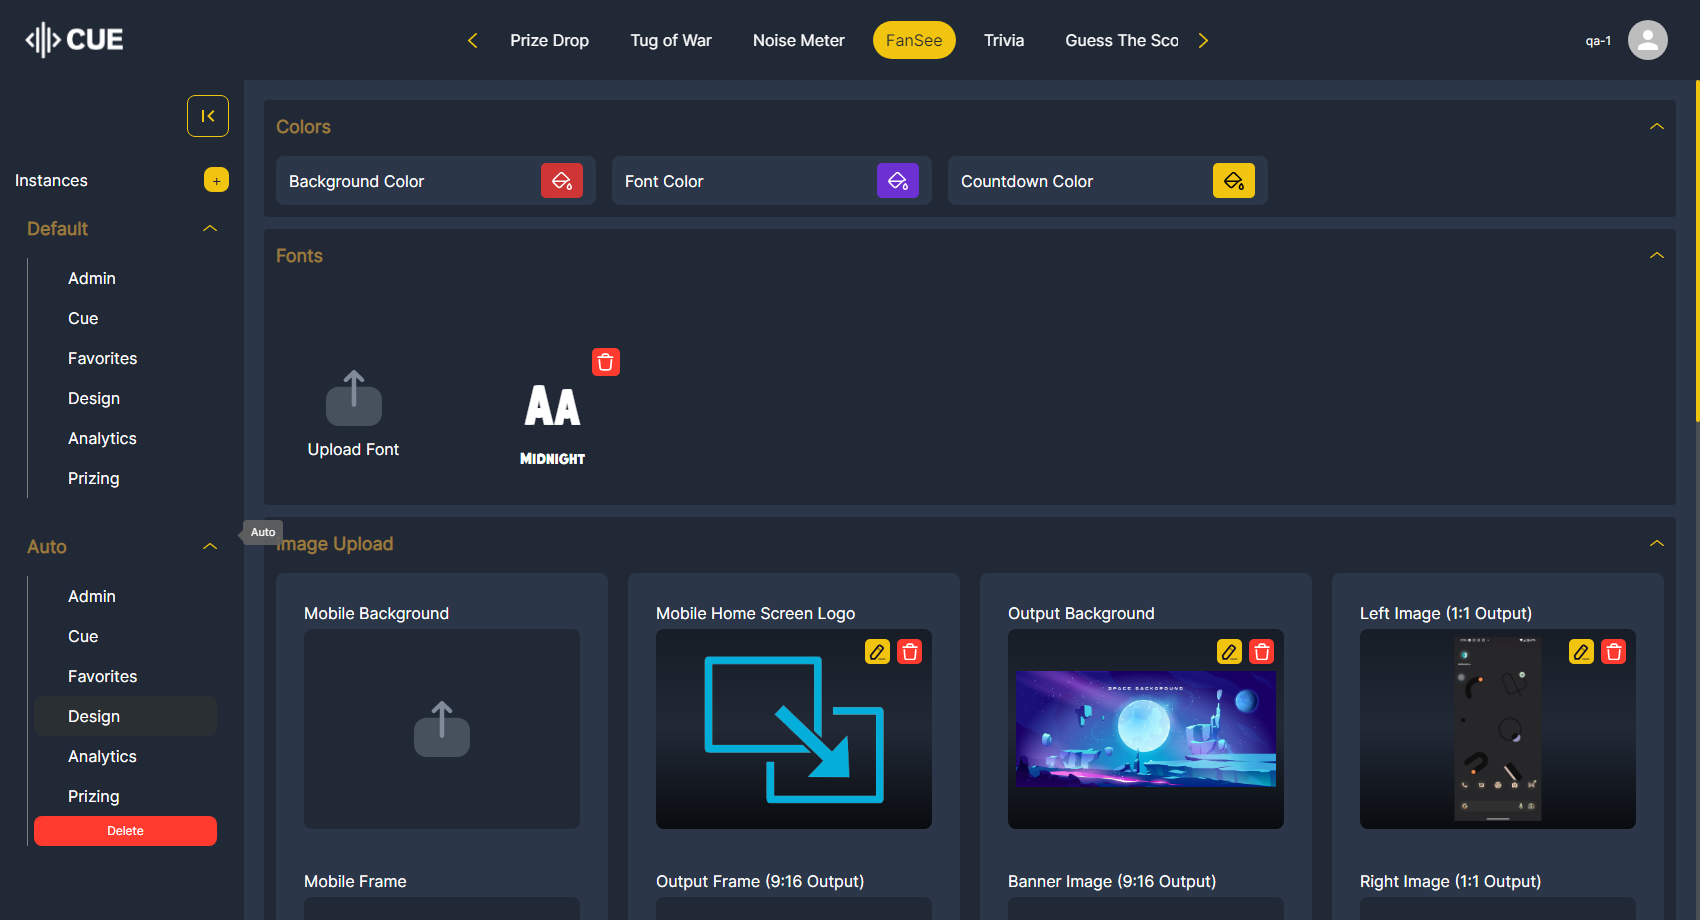 CUE
Prize Drop
Tug of War
Noise Meter
FanSee
Trivia
Guess The Sco
qa-1
Instances
+
Default
Admin
Cue
Favorites
Design
Analytics
Prizing
Auto
Admin
Cue
Favorites
Design
Analytics
Prizing
Delete
Auto
Colors
Background Color
Font Color
Countdown Color
Fonts
Upload Font
AA
MIDNIGHT
Image Upload
Mobile Background
Mobile Home Screen Logo
Output Background
SPACE BACKGROUND
Left Image (1:1 Output)
Mobile Frame
Output Frame (9:16 Output)
Banner Image (9:16 Output)
Right Image (1:1 Output)